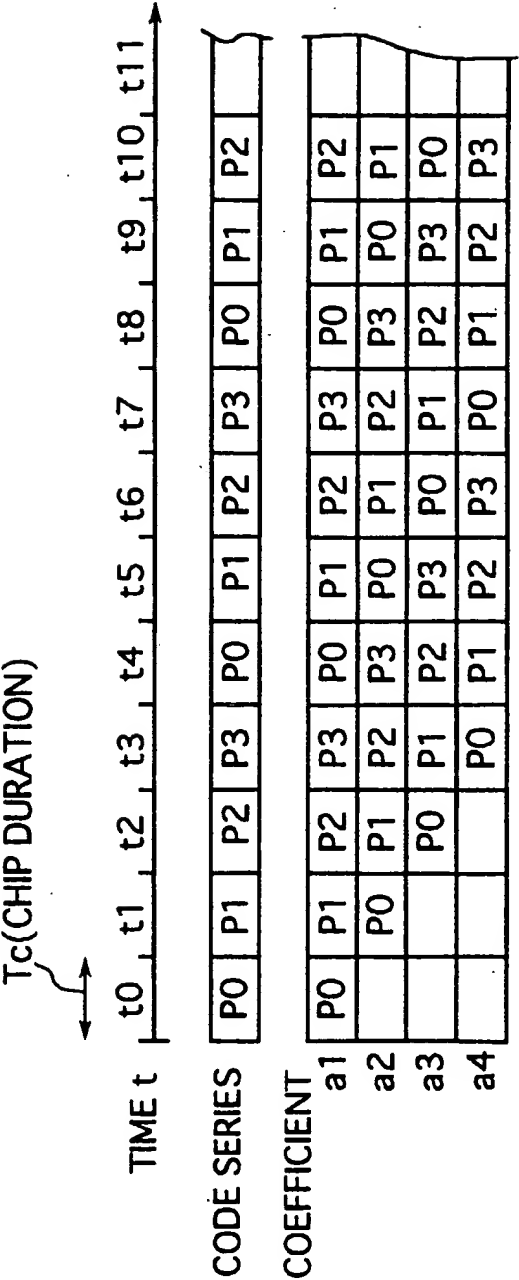 Tc(CHIP DURATION)
TIME t t0 t1 t2 t3 t4 t5 t6 t7 t8 t9 t10 t11
CODE SERIES P0 P1 P2 P3 P0 P1 P2 P3 P0 P1 P2
COEFFICIENT
a1 P0 P1 P2 P3 P0 P1 P2 P3 P0 P1 P2
a2 P0 P1 P2 P3 P0 P1 P2 P3 P0 P1
a3 P0 P1 P2 P3 P0 P1 P2 P3 P0
a4 P0 P1 P2 P3 P0 P1 P2 P3